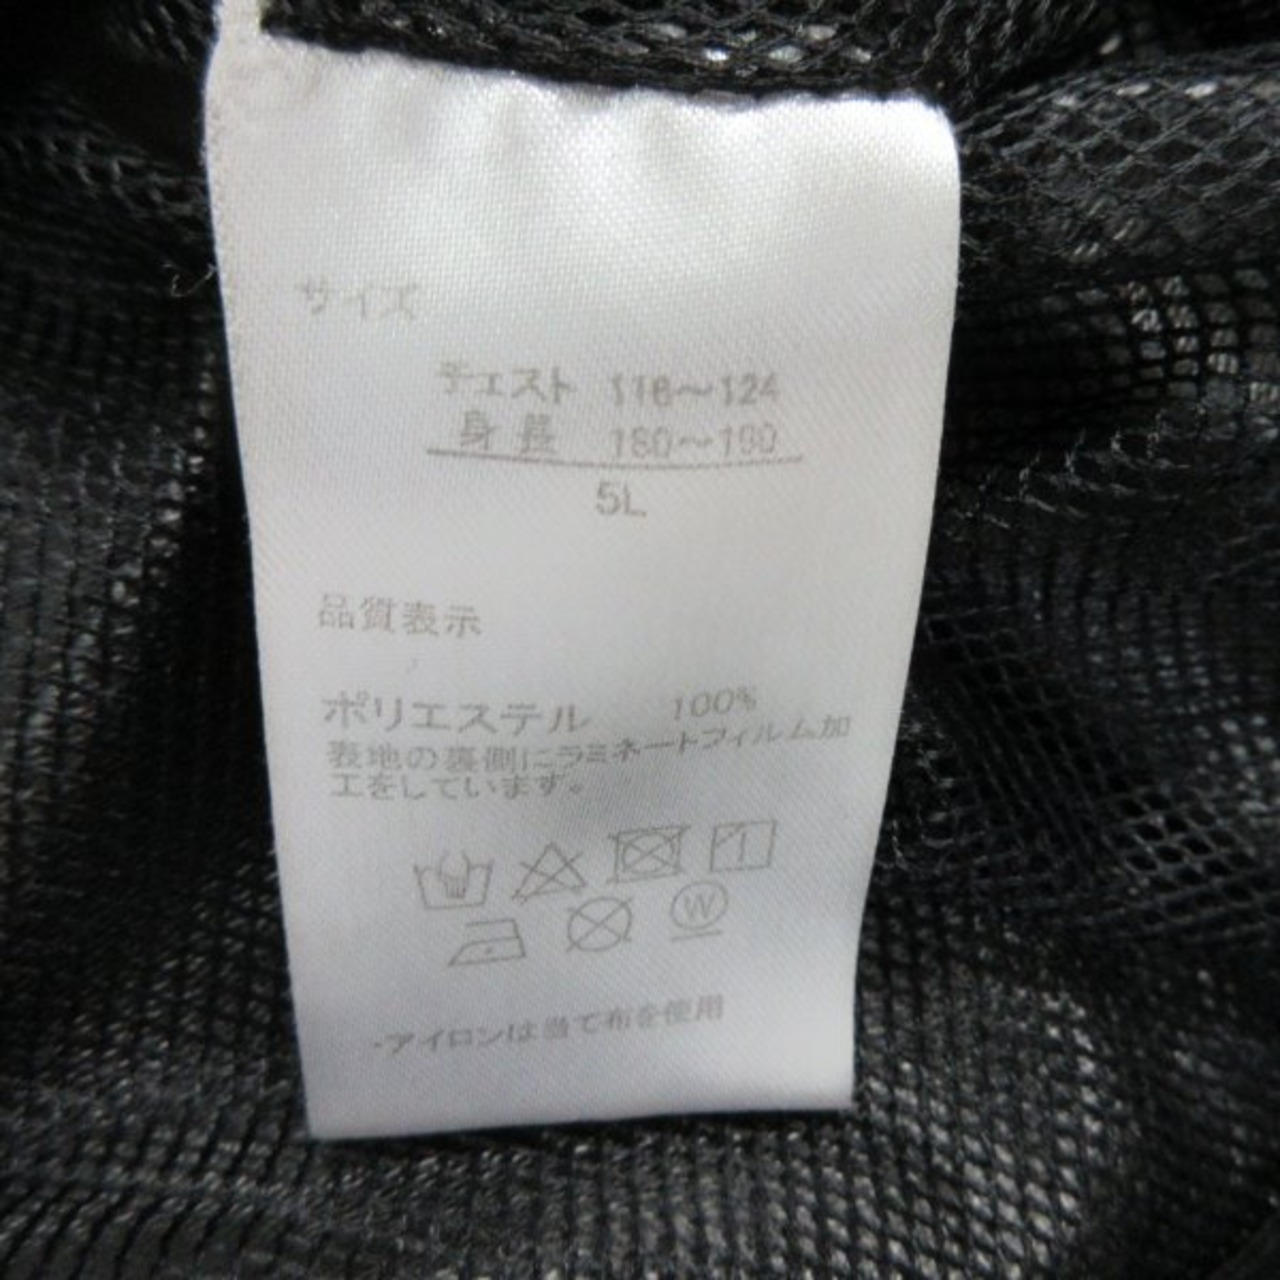 サイズ
チェスト 116～124
身長 180～190
5L
品質表示
ポリエステル 100%
表地の裏側にラミネートフィルム加
工をしています。
W
・アイロンは当て布を使用